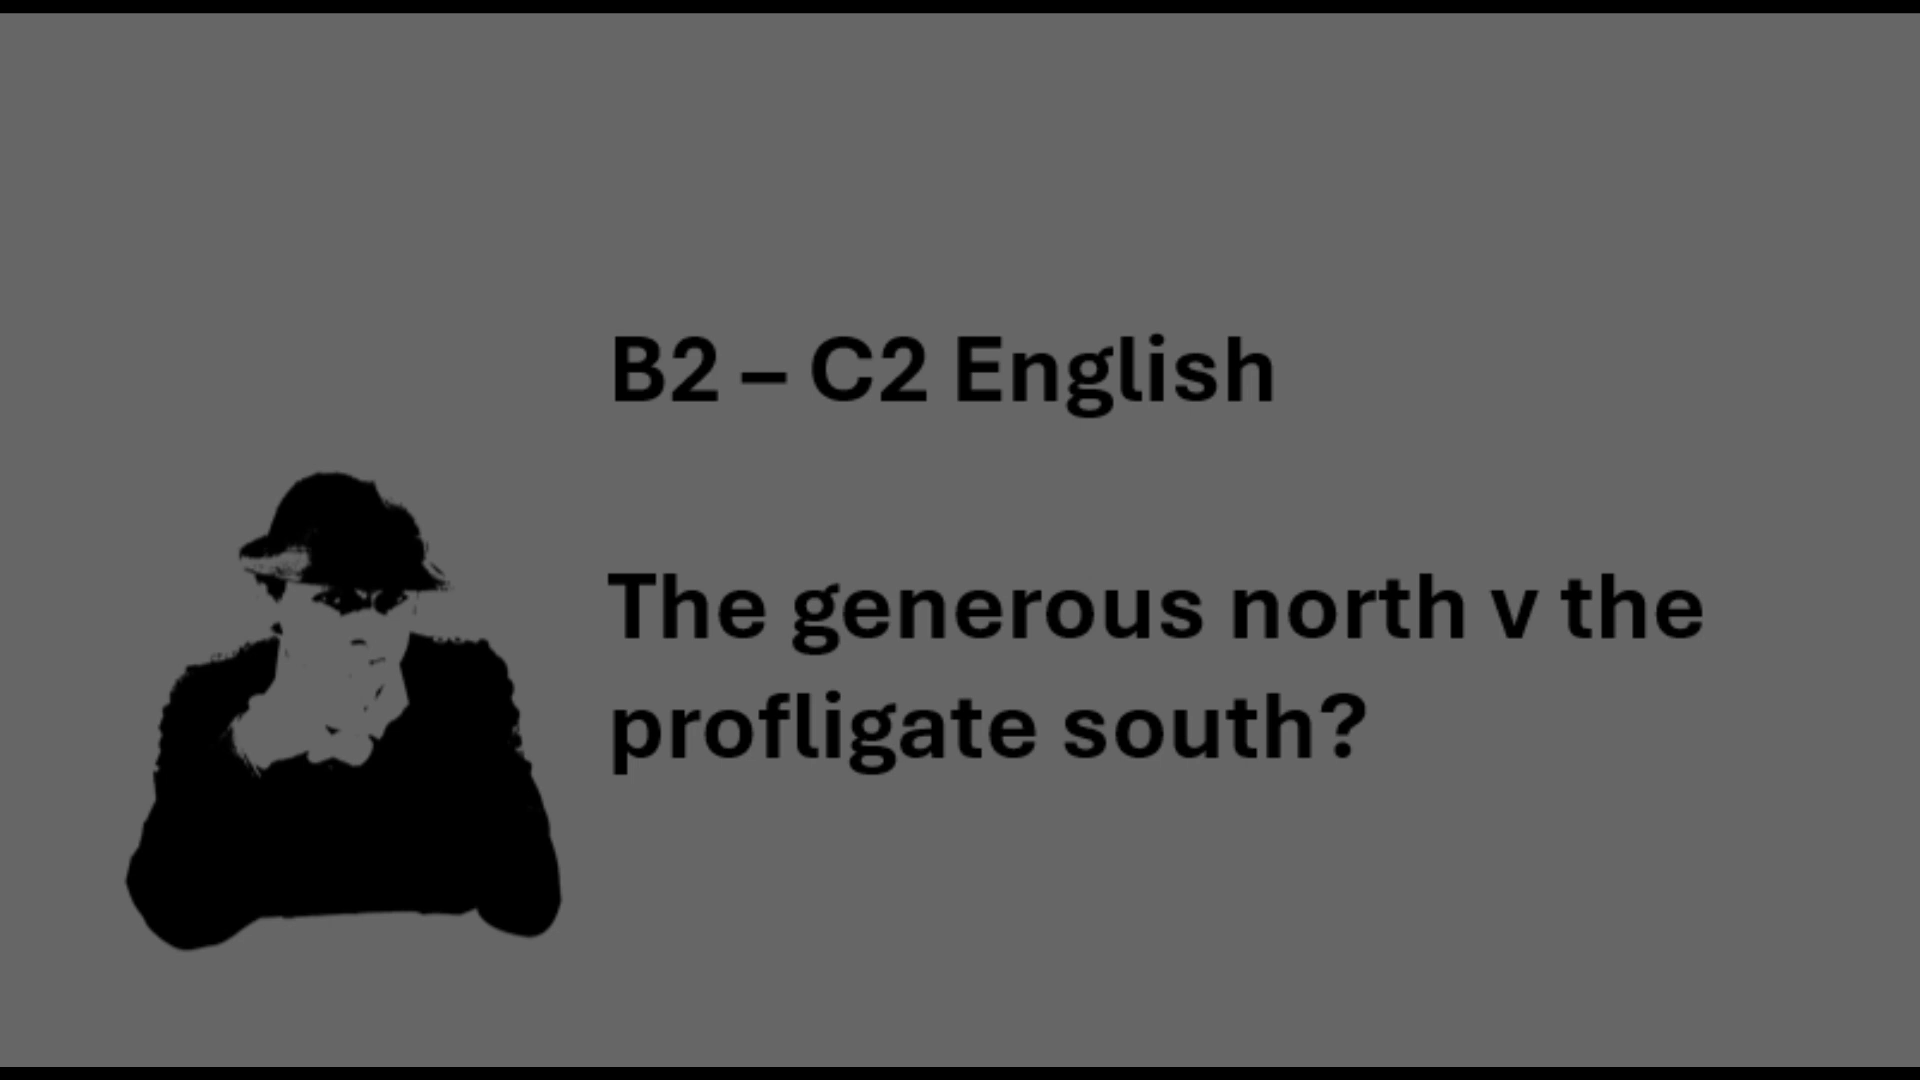 B2 – C2 English
The generous north v the
profligate south?